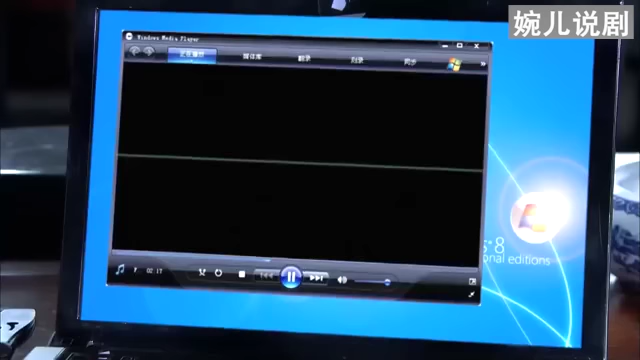 婉儿说剧
Windows Media Player
正在播放 媒体库 翻录 刻录 同步 »
02:17
8
onal editions